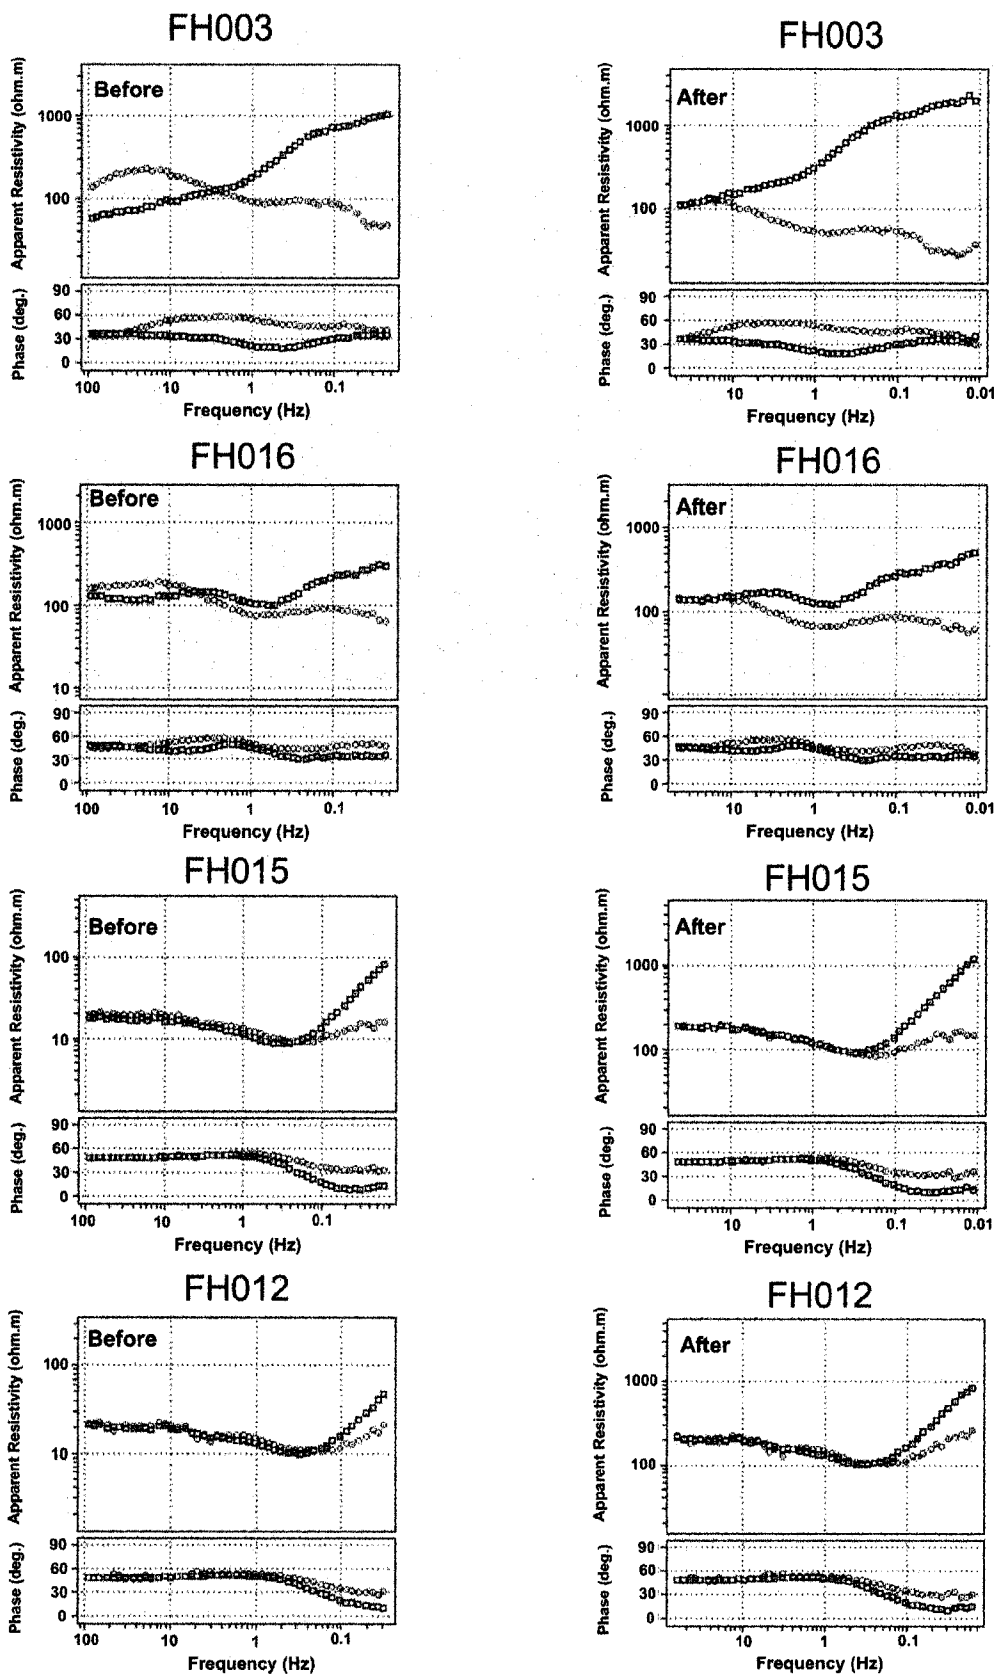 FH003
FH003
Before
After
Apparent Resistivity (ohm.m)
1000
100
Apparent Resistivity (ohm.m)
1000
100
Phase (deg.)
90
60
30
0
Phase (deg.)
90
60
30
0
100
10
1
0.1
10
1
0.1
0.01
Frequency (Hz)
Frequency (Hz)
FH016
FH016
Before
After
Apparent Resistivity (ohm.m)
1000
100
10
Apparent Resistivity (ohm.m)
1000
100
Phase (deg.)
90
60
30
0
Phase (deg.)
90
60
30
0
100
10
1
0.1
10
1
0.1
0.01
Frequency (Hz)
Frequency (Hz)
FH015
FH015
Before
After
Apparent Resistivity (ohm.m)
100
10
Apparent Resistivity (ohm.m)
1000
100
Phase (deg.)
90
60
30
0
Phase (deg.)
90
60
30
0
100
10
1
0.1
10
1
0.1
0.01
Frequency (Hz)
Frequency (Hz)
FH012
FH012
Before
After
Apparent Resistivity (ohm.m)
100
10
Apparent Resistivity (ohm.m)
1000
100
Phase (deg.)
90
60
30
0
Phase (deg.)
90
60
30
0
100
10
1
0.1
10
1
0.1
Frequency (Hz)
Frequency (Hz)